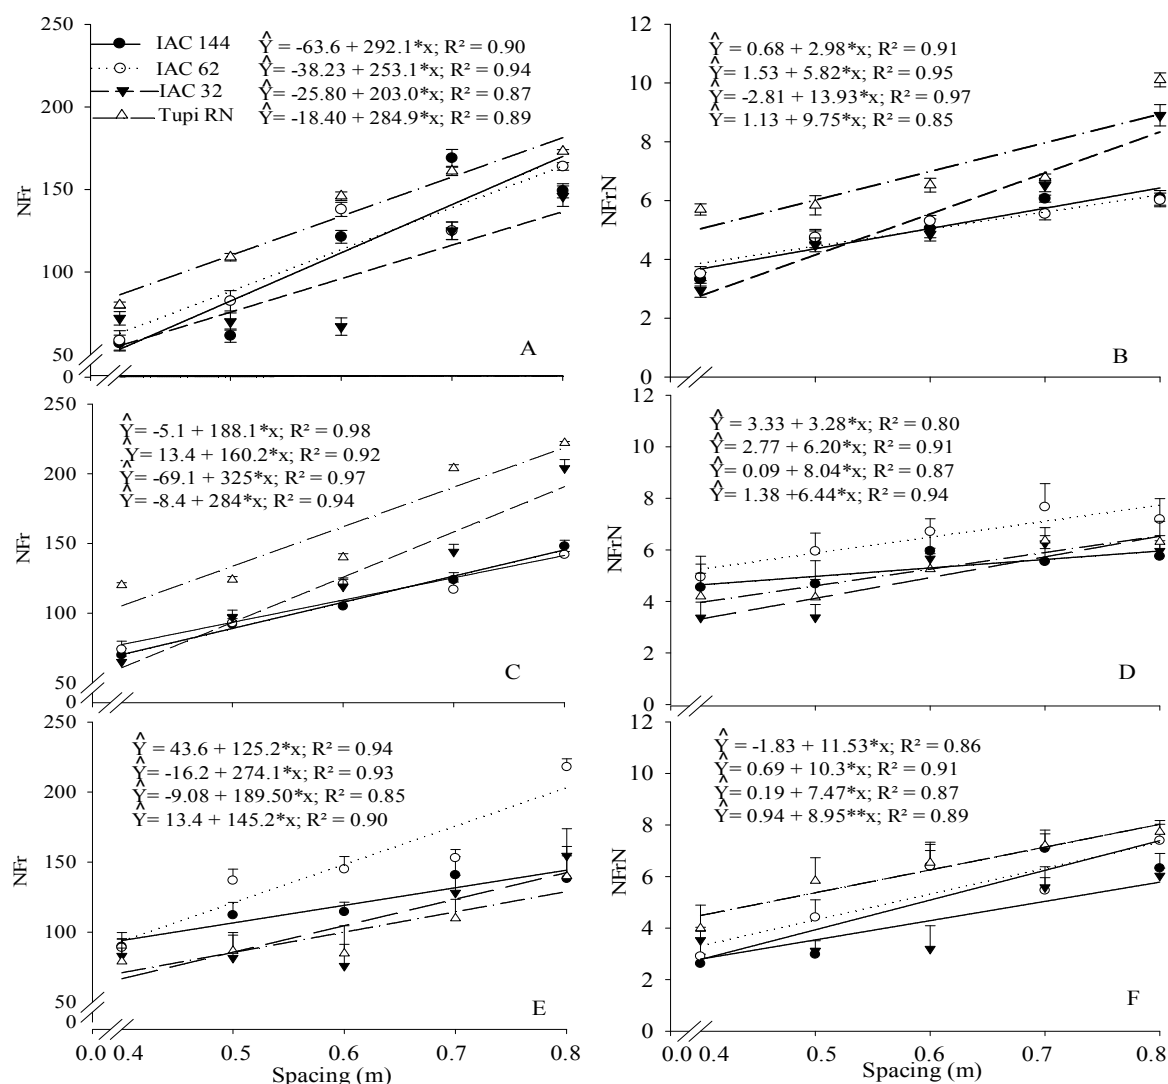 250
200
150
100
50
0
NFr
IAC 144
IAC 62
IAC 32
Tupi RN
Ŷ = -63.6 + 292.1*x; R² = 0.90
Ŷ = -38.23 + 253.1*x; R² = 0.94
Ŷ = -25.80 + 203.0*x; R² = 0.87
Ŷ = -18.40 + 284.9*x; R² = 0.89
A
12
10
8
6
4
2
0
NFrN
Ŷ = 0.68 + 2.98*x; R² = 0.91
Ŷ = 1.53 + 5.82*x; R² = 0.95
Ŷ = -2.81 + 13.93*x; R² = 0.97
Ŷ = 1.13 + 9.75*x; R² = 0.85
B
250
200
150
100
50
0
NFr
Ŷ= -5.1 + 188.1*x; R² = 0.98
Ŷ= 13.4 + 160.2*x; R² = 0.92
Ŷ= -69.1 + 325*x; R² = 0.97
Ŷ= -8.4 + 284*x; R² = 0.94
C
12
10
8
6
4
2
0
NFrN
Ŷ = 3.33 + 3.28*x; R² = 0.80
Ŷ = 2.77 + 6.20*x; R² = 0.91
Ŷ = 0.09 + 8.04*x; R² = 0.87
Ŷ = 1.38 +6.44*x; R² = 0.94
D
250
200
150
100
50
0
NFr
Ŷ = 43.6 + 125.2*x; R² = 0.94
Ŷ= -16.2 + 274.1*x; R² = 0.93
Ŷ= -9.08 + 189.50*x; R² = 0.85
Ŷ= 13.4 + 145.2*x; R² = 0.90
E
0.0 0.4 0.5 0.6 0.7 0.8
Spacing (m)
12
10
8
6
4
2
0
NFrN
Ŷ = -1.83 + 11.53*x; R² = 0.86
Ŷ= 0.69 + 10.3*x; R² = 0.91
Ŷ= 0.19 + 7.47*x; R² = 0.87
Ŷ= 0.94 + 8.95**x; R² = 0.89
F
0.0 0.4 0.5 0.6 0.7 0.8
Spacing (m)